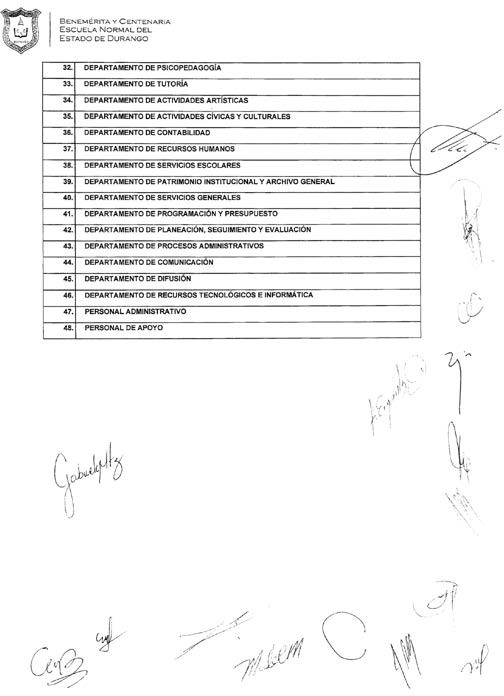 BENEMÉRITA Y CENTENARIA
ESCUELA NORMAL DEL
ESTADO DE DURANGO
32. DEPARTAMENTO DE PSICOPEDAGOGÍA
33. DEPARTAMENTO DE TUTORÍA
34. DEPARTAMENTO DE ACTIVIDADES ARTÍSTICAS
35. DEPARTAMENTO DE ACTIVIDADES CÍVICAS Y CULTURALES
36. DEPARTAMENTO DE CONTABILIDAD
37. DEPARTAMENTO DE RECURSOS HUMANOS
38. DEPARTAMENTO DE SERVICIOS ESCOLARES
39. DEPARTAMENTO DE PATRIMONIO INSTITUCIONAL Y ARCHIVO GENERAL
40. DEPARTAMENTO DE SERVICIOS GENERALES
41. DEPARTAMENTO DE PROGRAMACIÓN Y PRESUPUESTO
42. DEPARTAMENTO DE PLANEACIÓN, SEGUIMIENTO Y EVALUACIÓN
43. DEPARTAMENTO DE PROCESOS ADMINISTRATIVOS
44. DEPARTAMENTO DE COMUNICACIÓN
45. DEPARTAMENTO DE DIFUSIÓN
46. DEPARTAMENTO DE RECURSOS TECNOLÓGICOS E INFORMÁTICA
47. PERSONAL ADMINISTRATIVO
48. PERSONAL DE APOYO